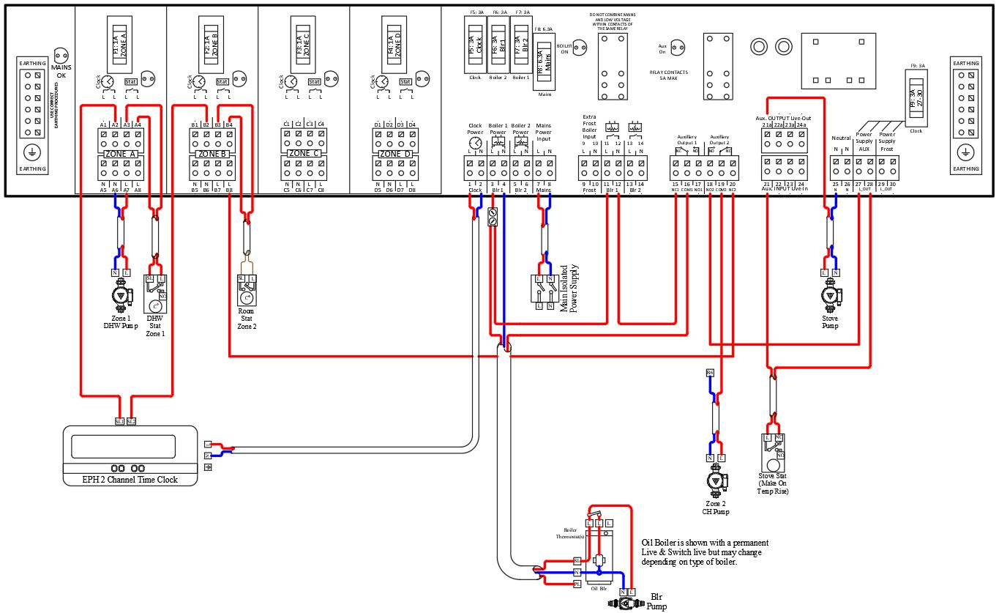 EARTHING
USE CORRECT
EARTHING PROCEDURES
EARTHING
MAINS
OK
F1: 1A
ZONE A
Clock
Stat
L L L L
A1 A2 A3 A4
ZONE A
N N L L
A5 A6 A7 A8
F2: 1A
ZONE B
Clock
Stat
L L L L
B1 B2 B3 B4
ZONE B
N N L L
B5 B6 B7 B8
F3: 1A
ZONE C
Clock
Stat
L L L L
C1 C2 C3 C4
ZONE C
N N L L
C5 C6 C7 C8
F4: 1A
ZONE D
Clock
Stat
L L L L
D1 D2 D3 D4
ZONE D
N N L L
D5 D6 D7 D8
F5: 3A F6: 3A F7: 3A
F5: 3A
Clock
F6: 3A
Blr 1
F7: 3A
Blr 2
Clock Boiler 2 Boiler 1
F8: 6.3A
F8: 6.3A
Mains
Mains
BOILER
ON
DO NOT COMBINE MAINS
AND LOW VOLTAGE
WITHIN CONTACTS OF
THE SAME RELAY
Aux
On
RELAY CONTACTS
5A MAX
F9: 3A
F9: 3A
27-30
Clock
EARTHING
EARTHING
Clock
Power
Boiler 1
Power
Boiler 2
Power
Mains
Power
Input
L N L N L N L N
1 2 3 4 5 6 7 8
Clock Blr 1 Blr 2 Mains
Extra
Frost
Boiler
Input
9 10 11 12 13 14
L N L L L L
9 10 11 12 13 14
Frost Blr 1 Blr 2
Auxillary
Output 1
Auxillary
Output 2
NC NO NO NC
15 16 17 18 19 20
NC1 COM1 NO1 NO2 COM2 NC2
Aux. OUTPUT Live-Out
21a 22a 23a 24a
21 22 23 24
Aux. INPUT Live-In
Neutral
Power
Supply
AUX
Power
Supply
Frost
N N L L L L
25 26 27 28 29 30
N N L_OUT L_OUT
N L
Zone 1
DHW Pump
SL L
NO
C°
DHW
Stat
Zone 1
SL L
C°
Room
Stat
Zone 2
L N
L N
Main Isolated
Power Supply
L N
Stove
Pump
B6
N L
Zone 2
CH Pump
L NC
NO
Stove Stat
(Make On
Temp Rise)
SL1 SL2
L
N
EPH 2 Channel Time Clock
Boiler
Thermostat(s)
L L L
SL
N
PL
Oil Blr
N L
Blr
Pump
Oil Boiler is shown with a permanent
Live & Switch live but may change
depending on type of boiler.